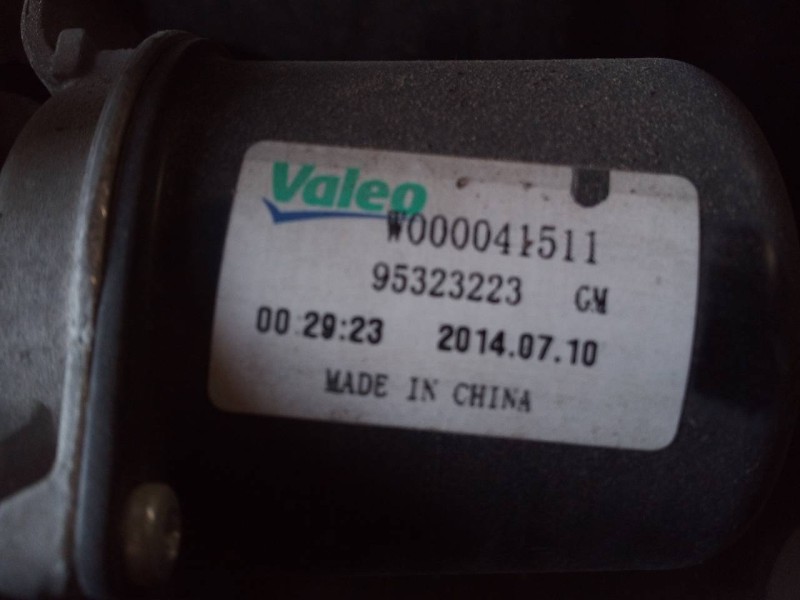 Valeo
W000041511
95323223 GM
00:29:23 2014.07.10
MADE IN CHINA